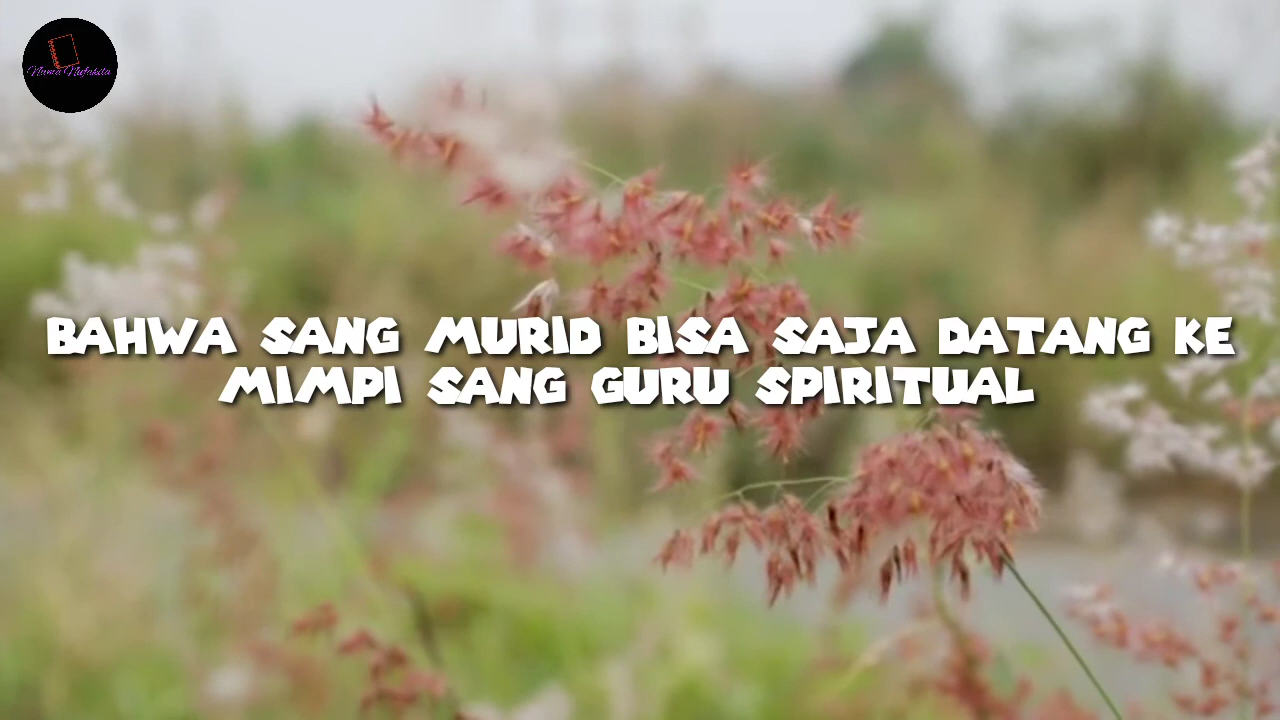 BAHWA SANG MURID BISA SAJA DATANG KE
MIMPI SANG GURU SPIRITUAL